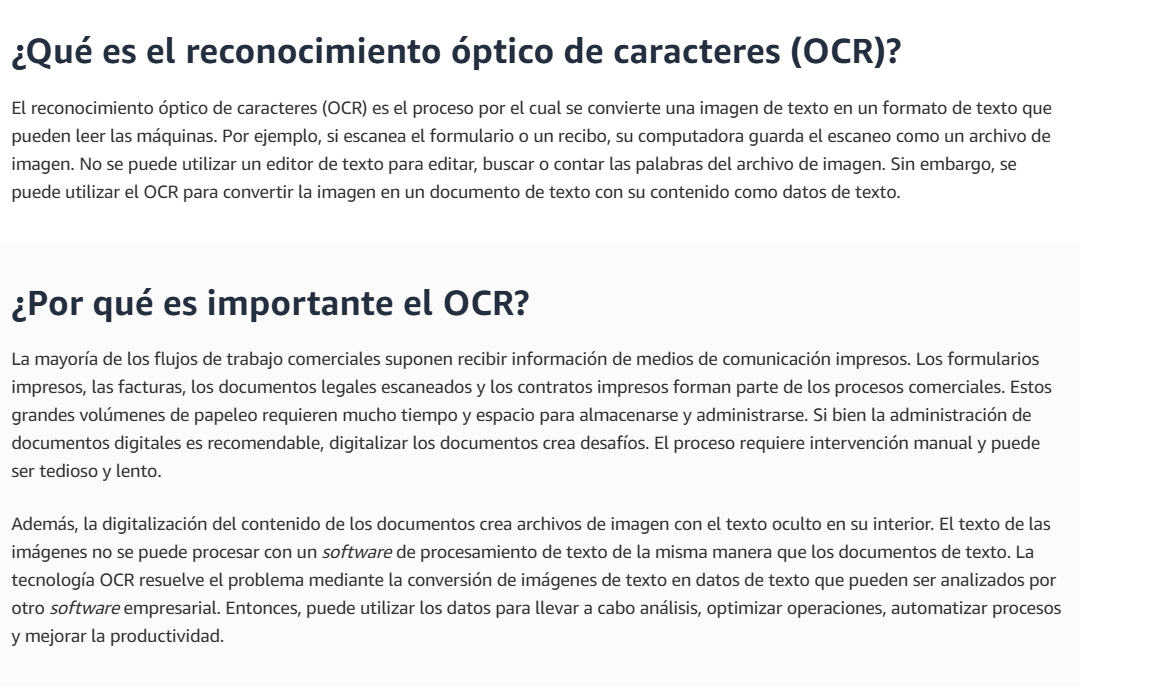 ¿Qué es el reconocimiento óptico de caracteres (OCR)?
El reconocimiento óptico de caracteres (OCR) es el proceso por el cual se convierte una imagen de texto en un formato de texto que
pueden leer las máquinas. Por ejemplo, si escanea el formulario o un recibo, su computadora guarda el escaneo como un archivo de
imagen. No se puede utilizar un editor de texto para editar, buscar o contar las palabras del archivo de imagen. Sin embargo, se
puede utilizar el OCR para convertir la imagen en un documento de texto con su contenido como datos de texto.
¿Por qué es importante el OCR?
La mayoría de los flujos de trabajo comerciales suponen recibir información de medios de comunicación impresos. Los formularios
impresos, las facturas, los documentos legales escaneados y los contratos impresos forman parte de los procesos comerciales. Estos
grandes volúmenes de papeleo requieren mucho tiempo y espacio para almacenarse y administrarse. Si bien la administración de
documentos digitales es recomendable, digitalizar los documentos crea desafíos. El proceso requiere intervención manual y puede
ser tedioso y lento.
Además, la digitalización del contenido de los documentos crea archivos de imagen con el texto oculto en su interior. El texto de las
imágenes no se puede procesar con un software de procesamiento de texto de la misma manera que los documentos de texto. La
tecnología OCR resuelve el problema mediante la conversión de imágenes de texto en datos de texto que pueden ser analizados por
otro software empresarial. Entonces, puede utilizar los datos para llevar a cabo análisis, optimizar operaciones, automatizar procesos
y mejorar la productividad.